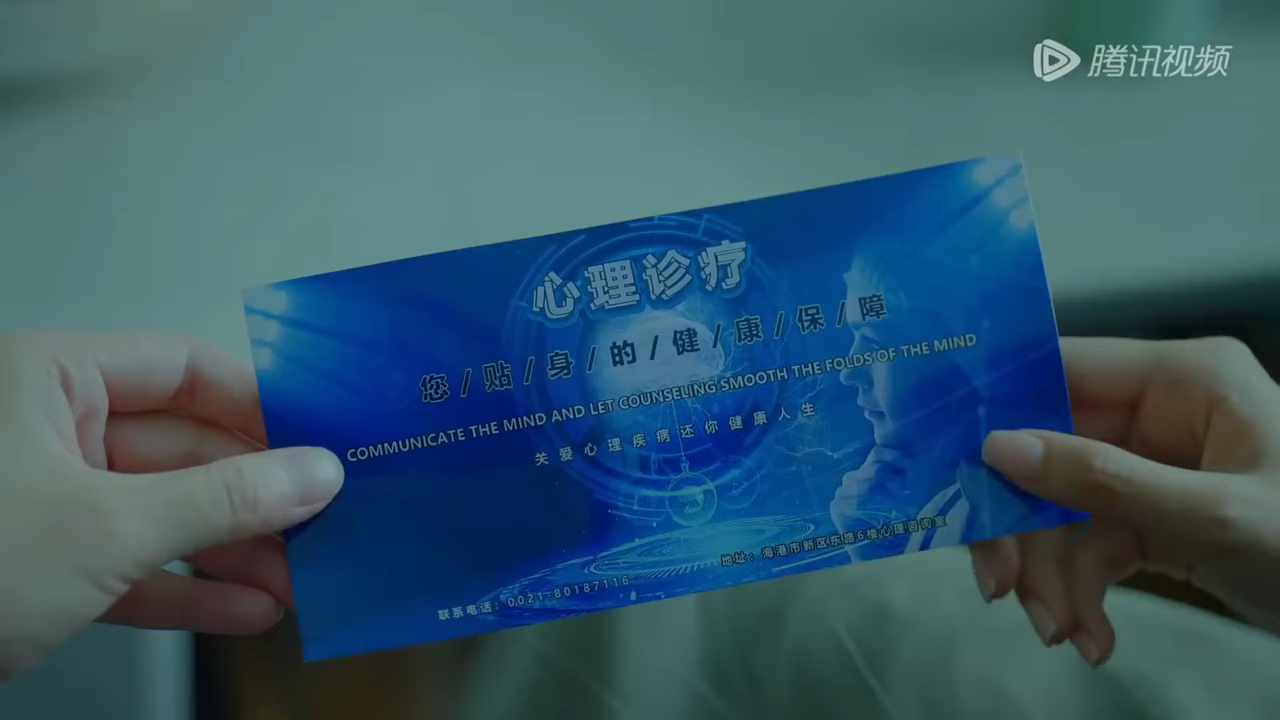 腾讯视频
心理诊疗
您/贴/身/的/健/康/保/障
COMMUNICATE THE MIND AND LET COUNSELING SMOOTH THE FOLDS OF THE MIND
关爱心理疾病还你健康人生
联系电话：0021-80187116
地址：海港市新区东路6楼心理咨询室